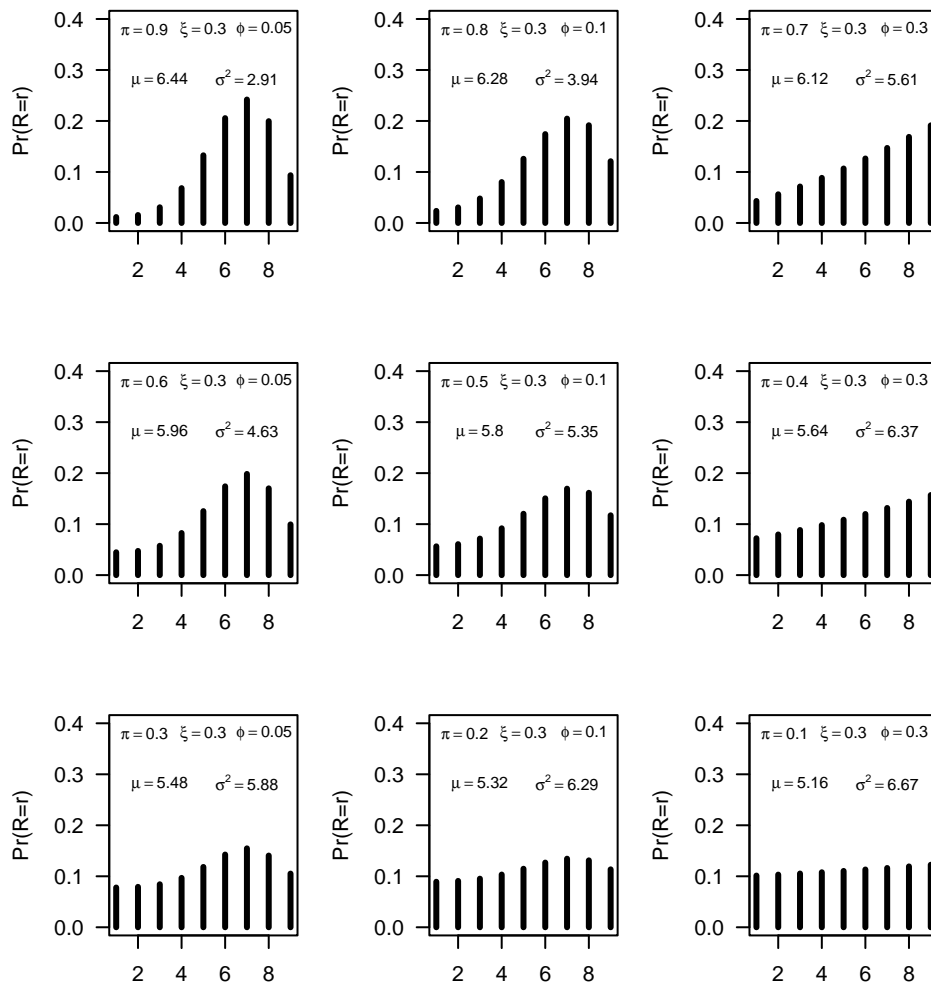 π = 0.9 ξ = 0.3 ϕ = 0.05
μ = 6.44 σ² = 2.91
Pr(R=r)
0.4
0.3
0.2
0.1
0.0
2 4 6 8
π = 0.8 ξ = 0.3 ϕ = 0.1
μ = 6.28 σ² = 3.94
Pr(R=r)
0.4
0.3
0.2
0.1
0.0
2 4 6 8
π = 0.7 ξ = 0.3 ϕ = 0.3
μ = 6.12 σ² = 5.61
Pr(R=r)
0.4
0.3
0.2
0.1
0.0
2 4 6 8
π = 0.6 ξ = 0.3 ϕ = 0.05
μ = 5.96 σ² = 4.63
Pr(R=r)
0.4
0.3
0.2
0.1
0.0
2 4 6 8
π = 0.5 ξ = 0.3 ϕ = 0.1
μ = 5.8 σ² = 5.35
Pr(R=r)
0.4
0.3
0.2
0.1
0.0
2 4 6 8
π = 0.4 ξ = 0.3 ϕ = 0.3
μ = 5.64 σ² = 6.37
Pr(R=r)
0.4
0.3
0.2
0.1
0.0
2 4 6 8
π = 0.3 ξ = 0.3 ϕ = 0.05
μ = 5.48 σ² = 5.88
Pr(R=r)
0.4
0.3
0.2
0.1
0.0
2 4 6 8
π = 0.2 ξ = 0.3 ϕ = 0.1
μ = 5.32 σ² = 6.29
Pr(R=r)
0.4
0.3
0.2
0.1
0.0
2 4 6 8
π = 0.1 ξ = 0.3 ϕ = 0.3
μ = 5.16 σ² = 6.67
Pr(R=r)
0.4
0.3
0.2
0.1
0.0
2 4 6 8